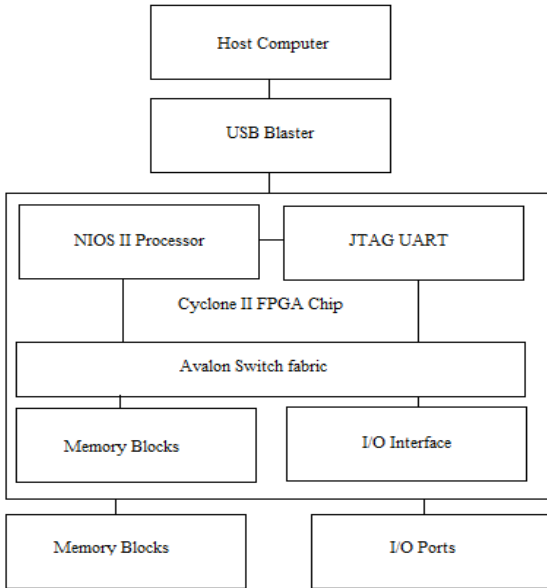 Host Computer
USB Blaster
NIOS II Processor
JTAG UART
Cyclone II FPGA Chip
Avalon Switch fabric
Memory Blocks
I/O Interface
Memory Blocks
I/O Ports